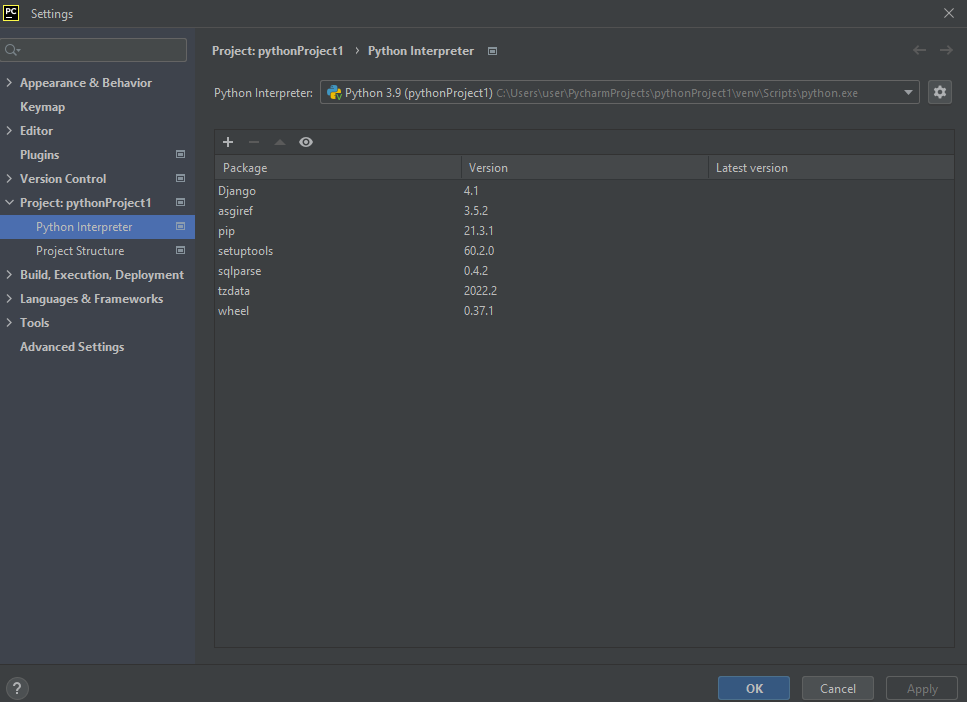 PC Settings
Project: pythonProject1 › Python Interpreter
Appearance & Behavior
Keymap
Editor
Plugins
Version Control
Project: pythonProject1
Python Interpreter
Project Structure
Build, Execution, Deployment
Languages & Frameworks
Tools
Advanced Settings
Python Interpreter: Python 3.9 (pythonProject1) C:\Users\user\PycharmProjects\pythonProject1\venv\Scripts\python.exe
Package Version Latest version
Django 4.1
asgiref 3.5.2
pip 21.3.1
setuptools 60.2.0
sqlparse 0.4.2
tzdata 2022.2
wheel 0.37.1
? OK Cancel Apply